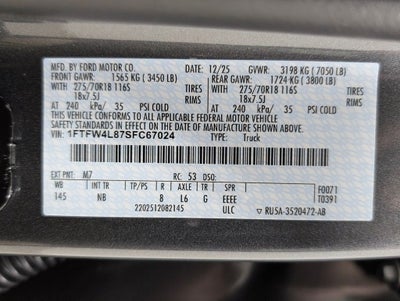 MFD. BY FORD MOTOR CO. 12/25 GVWR: 3198 KG (7050 LB)
FRONT GAWR: 1565 KG (3450 LB) REAR GAWR: 1724 KG (3800 LB)
WITH 275/70R18 116S TIRES WITH 275/70R18 116S TIRES
18x7.5J RIMS 18x7.5J RIMS
AT 240 kPa/ 35 PSI COLD AT 240 kPa/ 35 PSI COLD
THIS VEHICLE CONFORMS TO ALL APPLICABLE FEDERAL MOTOR VEHICLE
SAFETY STANDARDS IN EFFECT ON THE DATE OF MANUFACTURE SHOWN ABOVE.
VIN: 1FTFW4L87SFC67024 TYPE: Truck
EXT PNT: M7 RC: 53 DSO: F0071
WB INT TR TP/PS R AXLE TR SPR T0391
145 NB 8 L6 G EEEE
2202512082145 ULC RU5A-3520472-AB